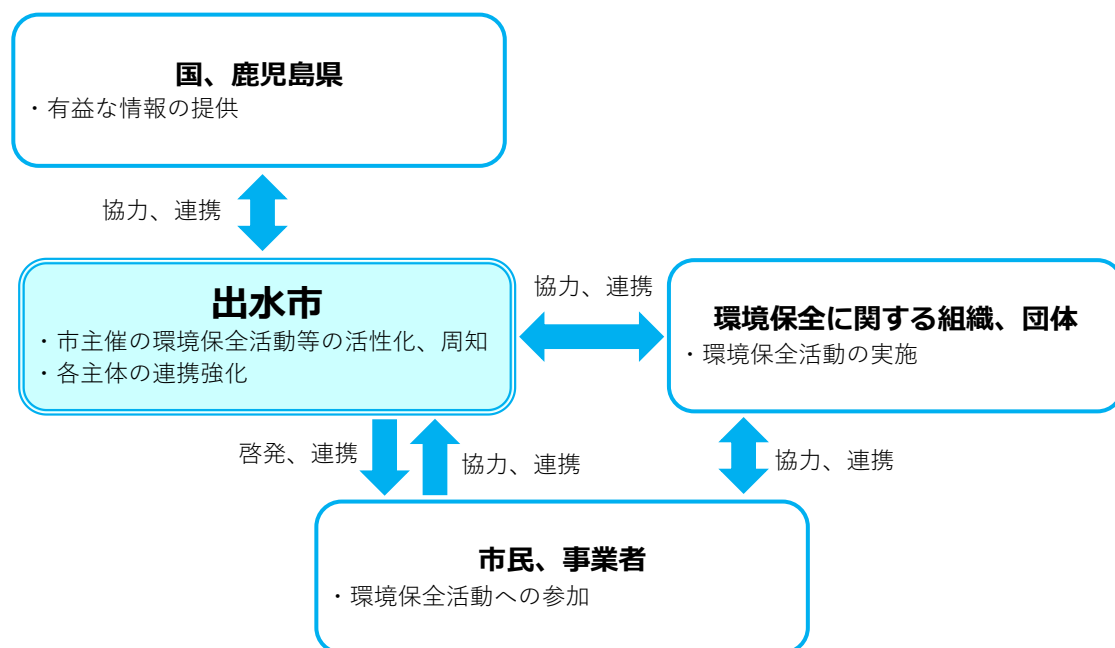 国、鹿児島県
・有益な情報の提供
協力、連携
出水市
・市主催の環境保全活動等の活性化、周知
・各主体の連携強化
協力、連携
環境保全に関する組織、団体
・環境保全活動の実施
啓発、連携
協力、連携
協力、連携
市民、事業者
・環境保全活動への参加